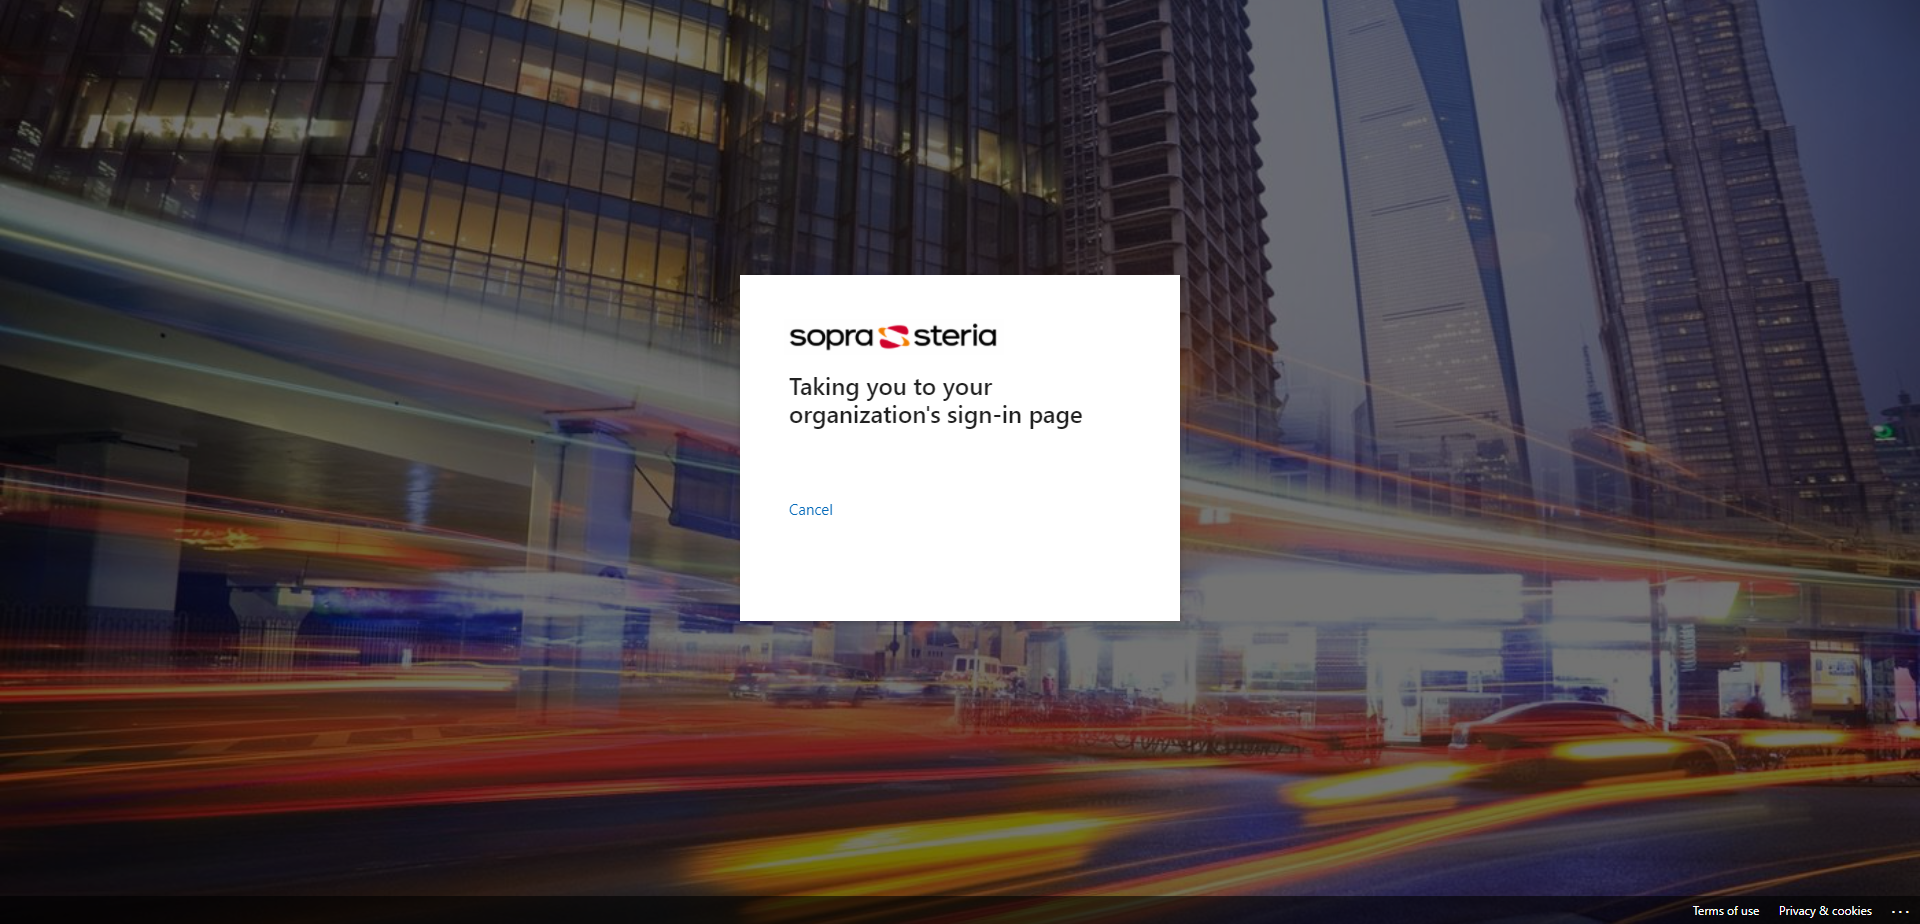 sopra steria
Taking you to your
organization's sign-in page
Cancel
Terms of use
Privacy & cookies
...